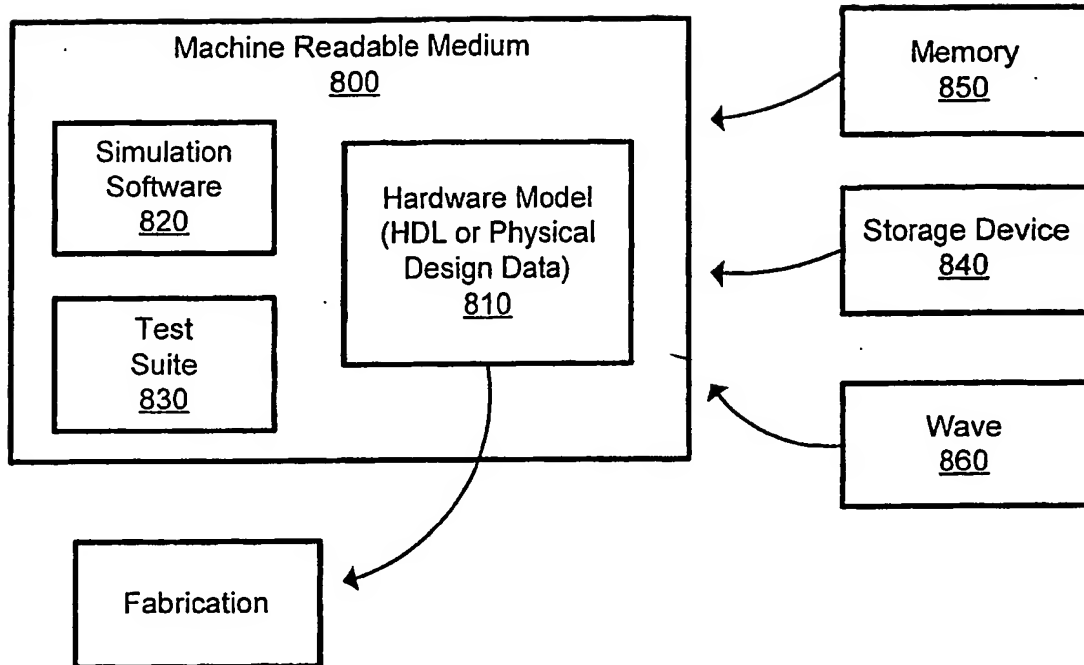 Machine Readable Medium
800
Simulation
Software
820
Hardware Model
(HDL or Physical
Design Data)
810
Test
Suite
830
Memory
850
Storage Device
840
Wave
860
Fabrication